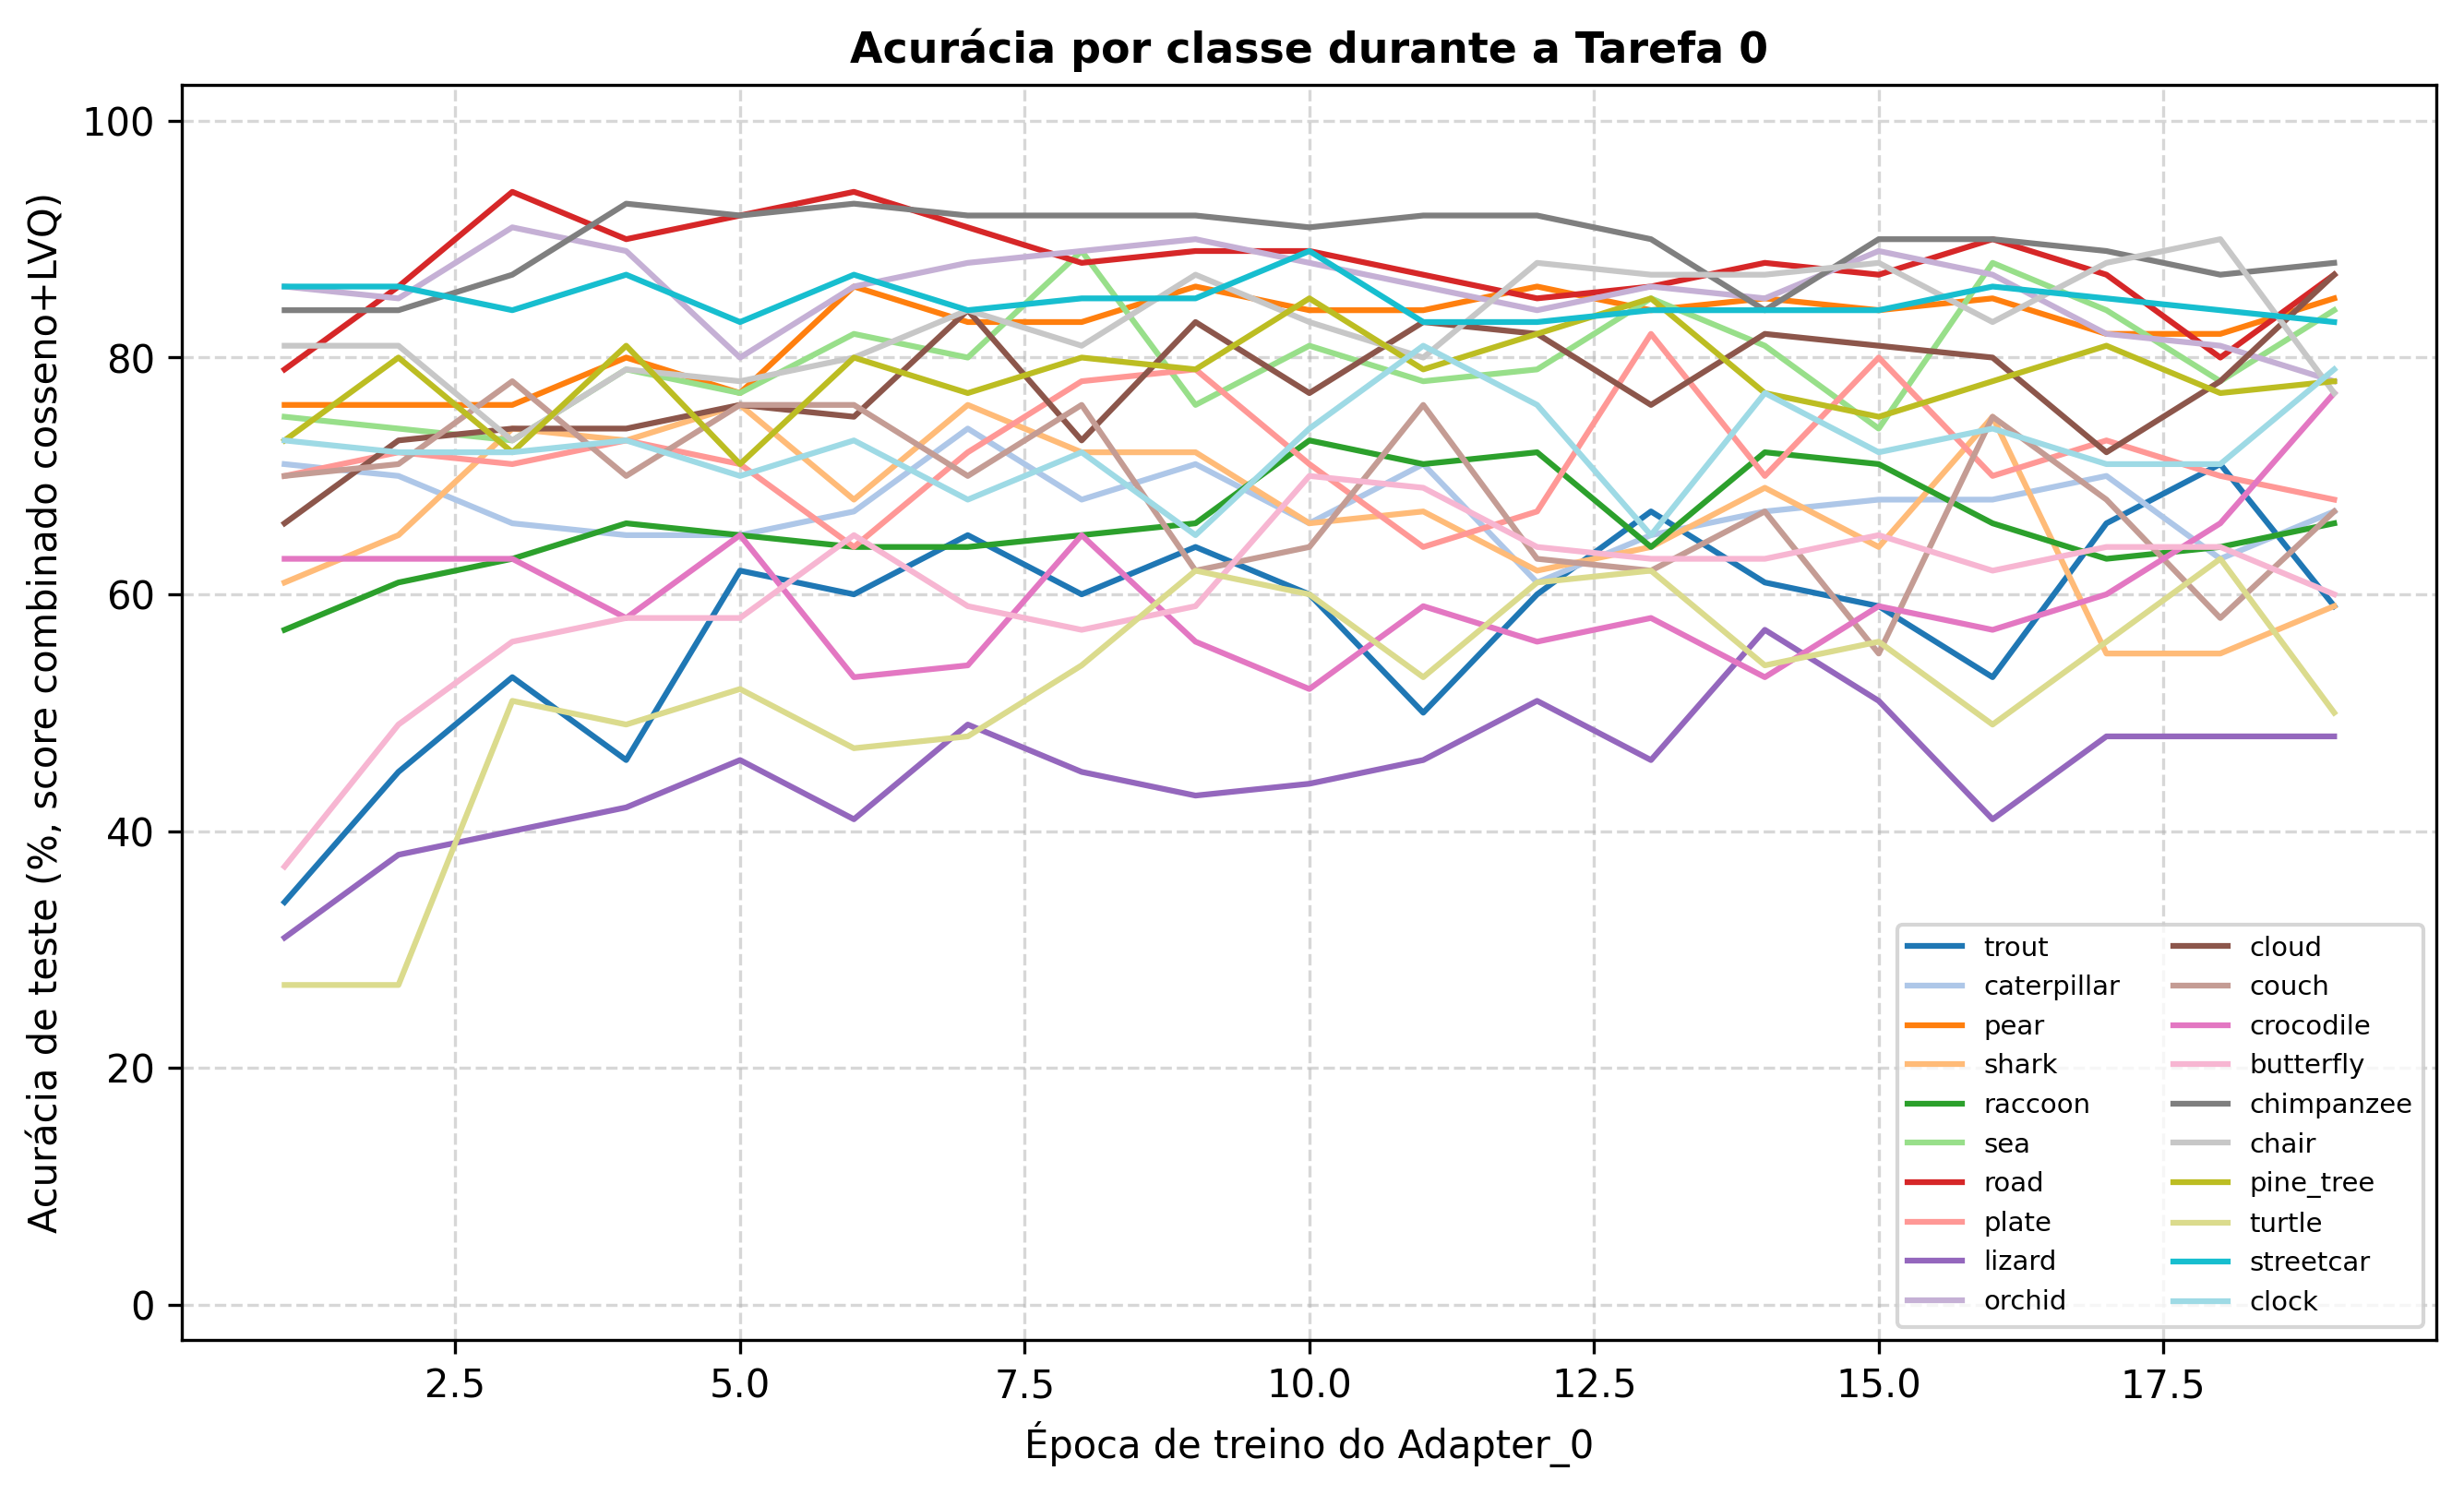 Acurácia por classe durante a Tarefa 0
Acurácia de teste (%, score combinado cosseno+LVQ)
100
80
60
40
20
0
2.5 5.0 7.5 10.0 12.5 15.0 17.5
Época de treino do Adapter_0
trout
caterpillar
pear
shark
raccoon
sea
road
plate
lizard
orchid
cloud
couch
crocodile
butterfly
chimpanzee
chair
pine_tree
turtle
streetcar
clock